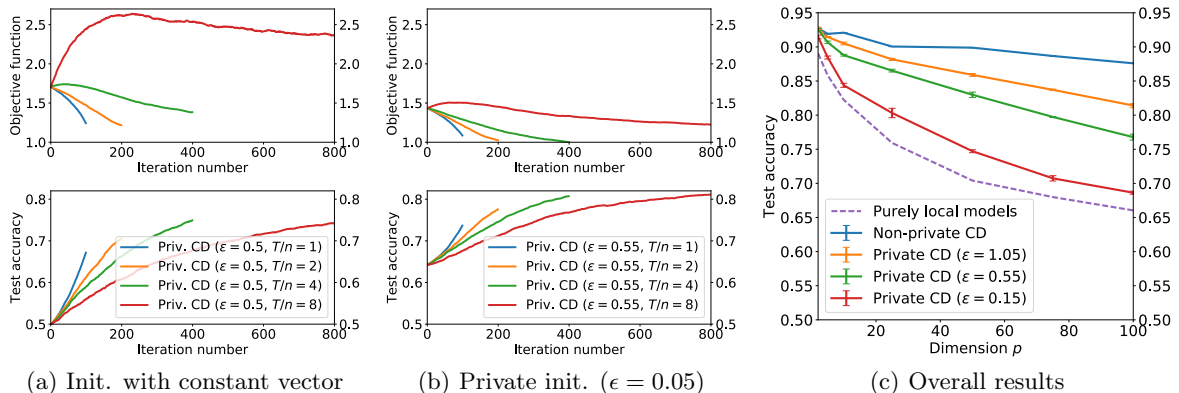 Objective function
2.5
2.0
1.5
1.0
2.5
2.0
1.5
1.0
0 200 400 600 800
Iteration number
Test accuracy
0.8
0.7
0.6
0.5
0.8
0.7
0.6
0.5
Priv. CD (ε = 0.5, T/n = 1)
Priv. CD (ε = 0.5, T/n = 2)
Priv. CD (ε = 0.5, T/n = 4)
Priv. CD (ε = 0.5, T/n = 8)
0 200 400 600 800
Iteration number
(a) Init. with constant vector
Objective function
2.5
2.0
1.5
1.0
2.5
2.0
1.5
1.0
0 200 400 600 800
Iteration number
Test accuracy
0.8
0.7
0.6
0.5
0.8
0.7
0.6
0.5
Priv. CD (ε = 0.55, T/n = 1)
Priv. CD (ε = 0.55, T/n = 2)
Priv. CD (ε = 0.55, T/n = 4)
Priv. CD (ε = 0.55, T/n = 8)
0 200 400 600 800
Iteration number
(b) Private init. (ϵ = 0.05)
Test accuracy
0.95
0.90
0.85
0.80
0.75
0.70
0.65
0.60
0.55
0.50
0.95
0.90
0.85
0.80
0.75
0.70
0.65
0.60
0.55
0.50
Purely local models
Non-private CD
Private CD (ε = 1.05)
Private CD (ε = 0.55)
Private CD (ε = 0.15)
25 50 75 100
Dimension p
(c) Overall results